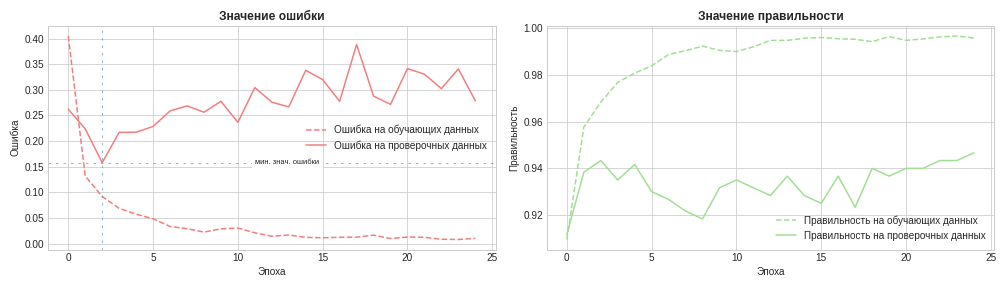 Значение ошибки
0.40
0.35
0.30
0.25
0.20
0.15
0.10
0.05
0.00
Ошибка
Ошибка на обучающих данных
Ошибка на проверочных данных
мин. знач. ошибки
0 5 10 15 20 25
Эпоха
Значение правильности
1.00
0.98
0.96
0.94
0.92
Правильность
Правильность на обучающих данных
Правильность на проверочных данных
0 5 10 15 20 25
Эпоха